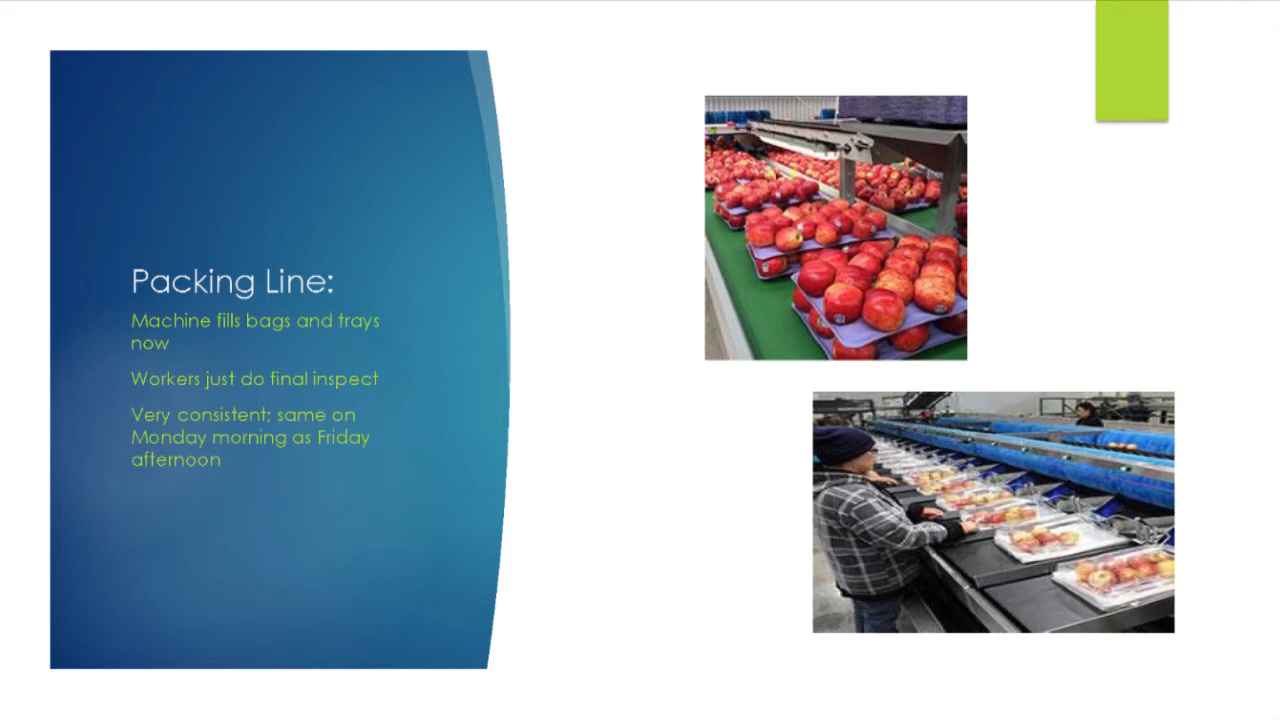 Packing Line:
Machine fills bags and trays
now
Workers just do final inspect
Very consistent; same on
Monday morning as Friday
afternoon